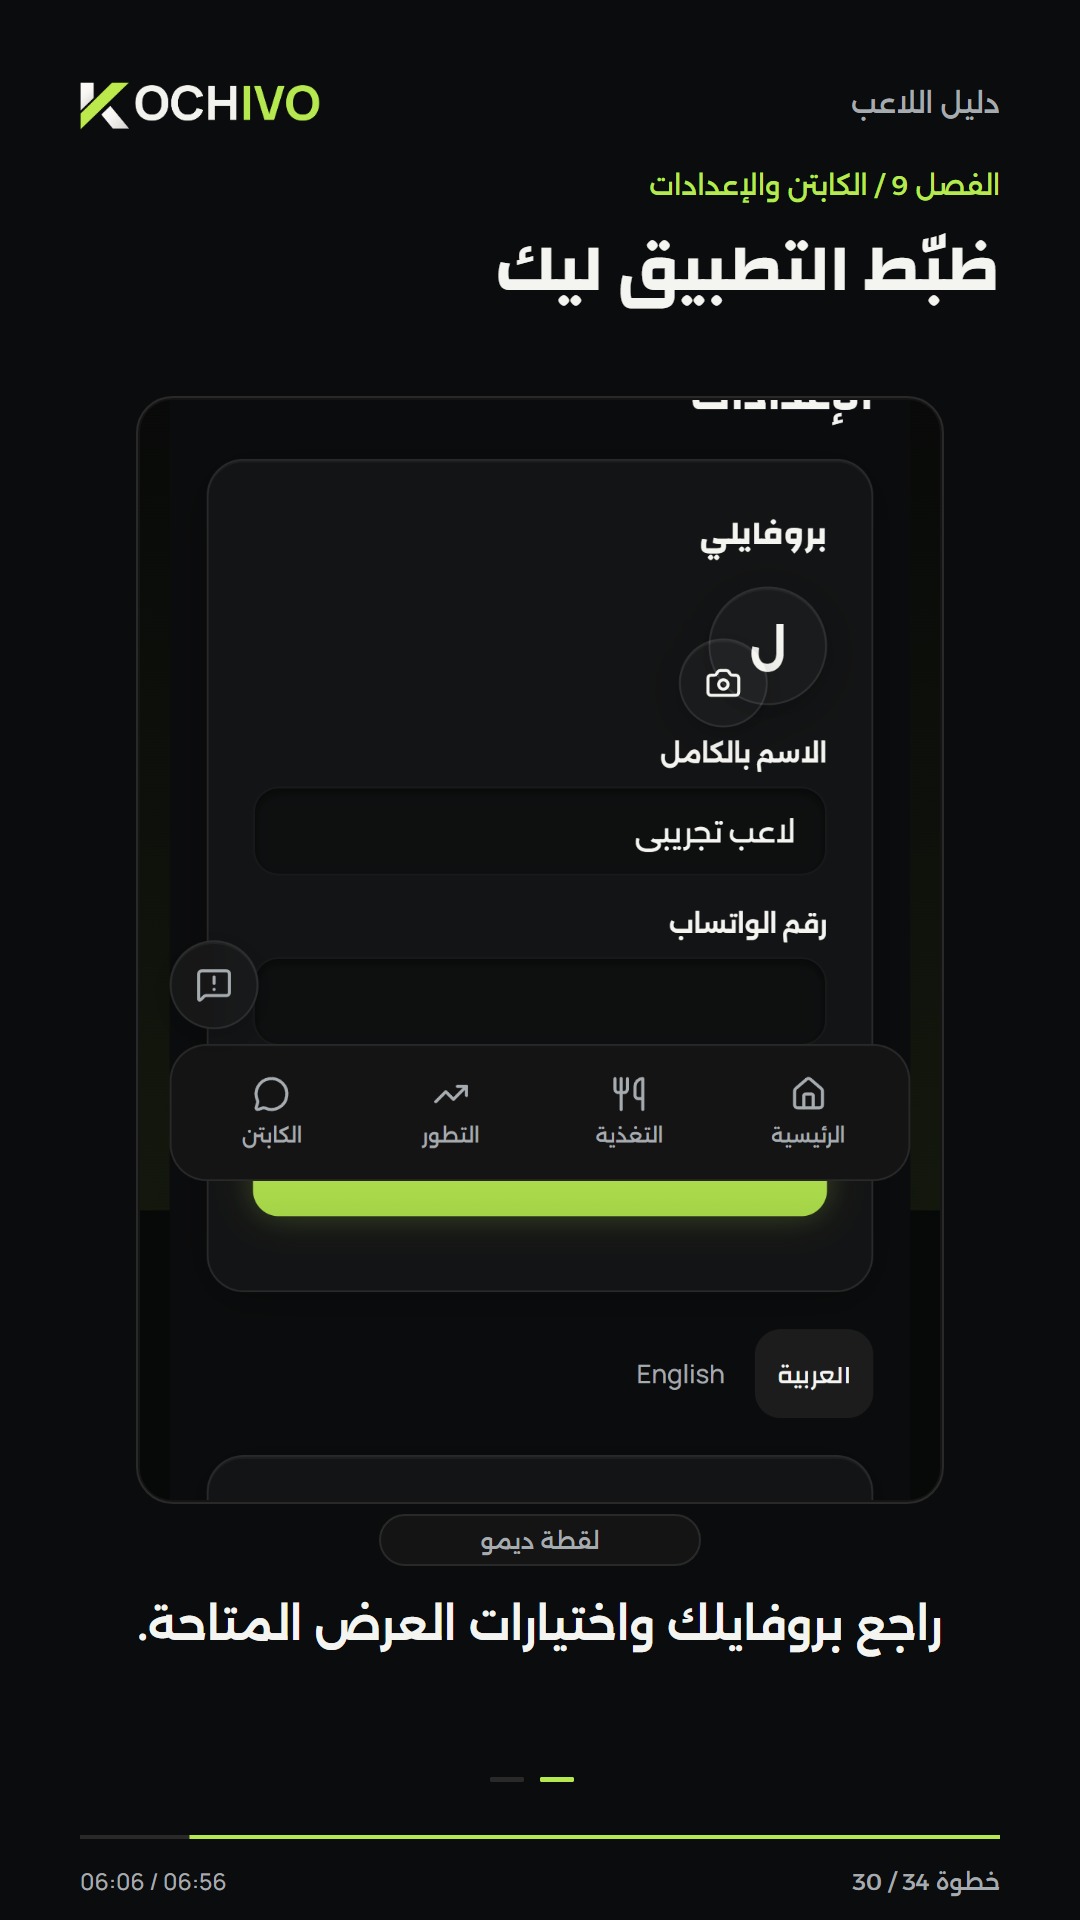 KOCHIVO
دليل اللاعب
الفصل 9 / الكابتن والإعدادات
ظبّط التطبيق ليك
الإعدادات
بروفايلي
ل
الاسم بالكامل
لاعب تجريبى
رقم الواتساب
الرئيسية
التغذية
التطور
الكابتن
العربية
English
لقطة ديمو
راجع بروفايلك واختيارات العرض المتاحة.
خطوة 34 / 30
06:06 / 06:56